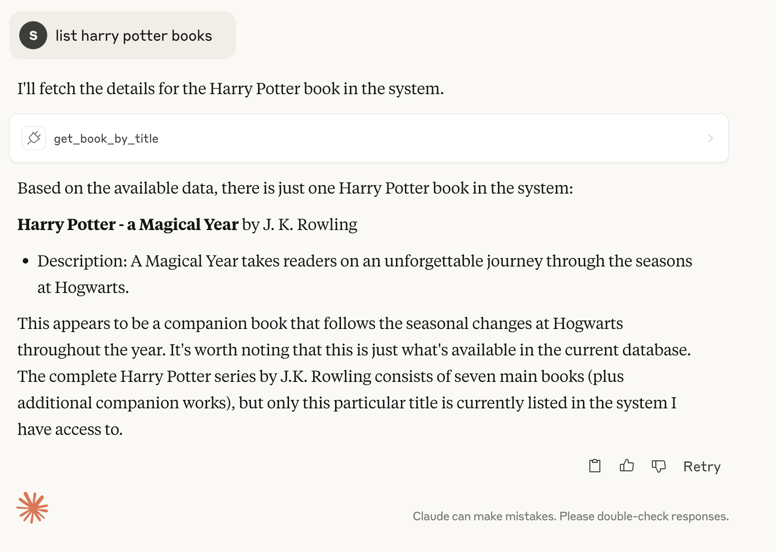 S list harry potter books
I'll fetch the details for the Harry Potter book in the system.
get_book_by_title
Based on the available data, there is just one Harry Potter book in the system:
Harry Potter - a Magical Year by J. K. Rowling
• Description: A Magical Year takes readers on an unforgettable journey through the seasons
at Hogwarts.
This appears to be a companion book that follows the seasonal changes at Hogwarts
throughout the year. It's worth noting that this is just what's available in the current database.
The complete Harry Potter series by J.K. Rowling consists of seven main books (plus
additional companion works), but only this particular title is currently listed in the system I
have access to.
Retry
Claude can make mistakes. Please double-check responses.